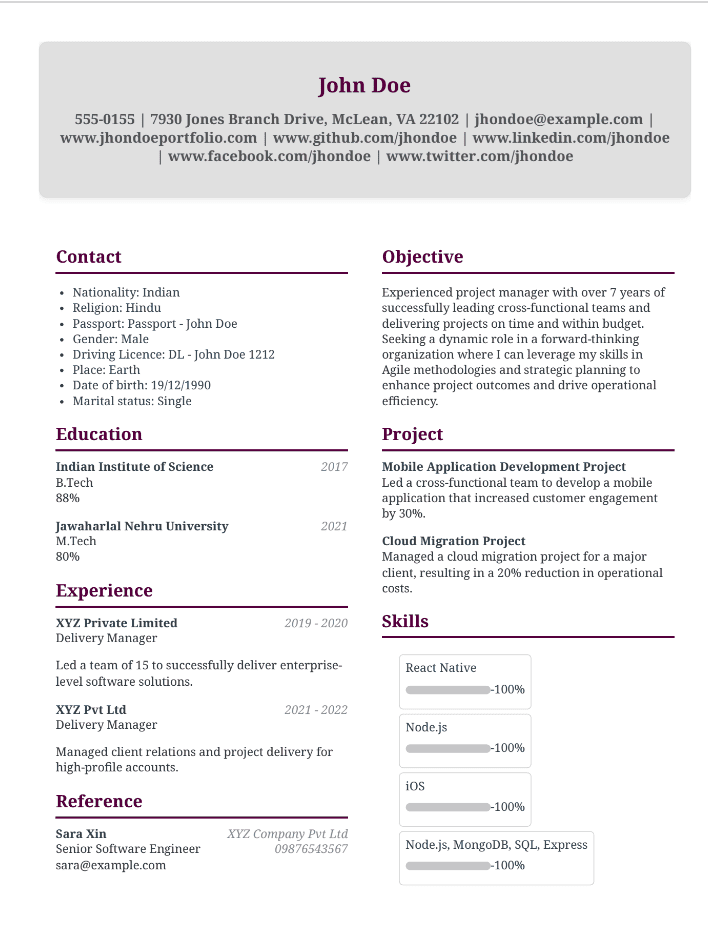 John Doe
555-0155 | 7930 Jones Branch Drive, McLean, VA 22102 | jhondoe@example.com |
www.jhondoeportfolio.com | www.github.com/jhondoe | www.linkedin.com/jhondoe
| www.facebook.com/jhondoe | www.twitter.com/jhondoe
Contact
• Nationality: Indian
• Religion: Hindu
• Passport: Passport - John Doe
• Gender: Male
• Driving Licence: DL - John Doe 1212
• Place: Earth
• Date of birth: 19/12/1990
• Marital status: Single
Education
Indian Institute of Science 2017
B.Tech
88%
Jawaharlal Nehru University 2021
M.Tech
80%
Experience
XYZ Private Limited 2019 - 2020
Delivery Manager
Led a team of 15 to successfully deliver enterprise-
level software solutions.
XYZ Pvt Ltd 2021 - 2022
Delivery Manager
Managed client relations and project delivery for
high-profile accounts.
Reference
Sara Xin XYZ Company Pvt Ltd
Senior Software Engineer 09876543567
sara@example.com
Objective
Experienced project manager with over 7 years of
successfully leading cross-functional teams and
delivering projects on time and within budget.
Seeking a dynamic role in a forward-thinking
organization where I can leverage my skills in
Agile methodologies and strategic planning to
enhance project outcomes and drive operational
efficiency.
Project
Mobile Application Development Project
Led a cross-functional team to develop a mobile
application that increased customer engagement
by 30%.
Cloud Migration Project
Managed a cloud migration project for a major
client, resulting in a 20% reduction in operational
costs.
Skills
React Native
-100%
Node.js
-100%
iOS
-100%
Node.js, MongoDB, SQL, Express
-100%